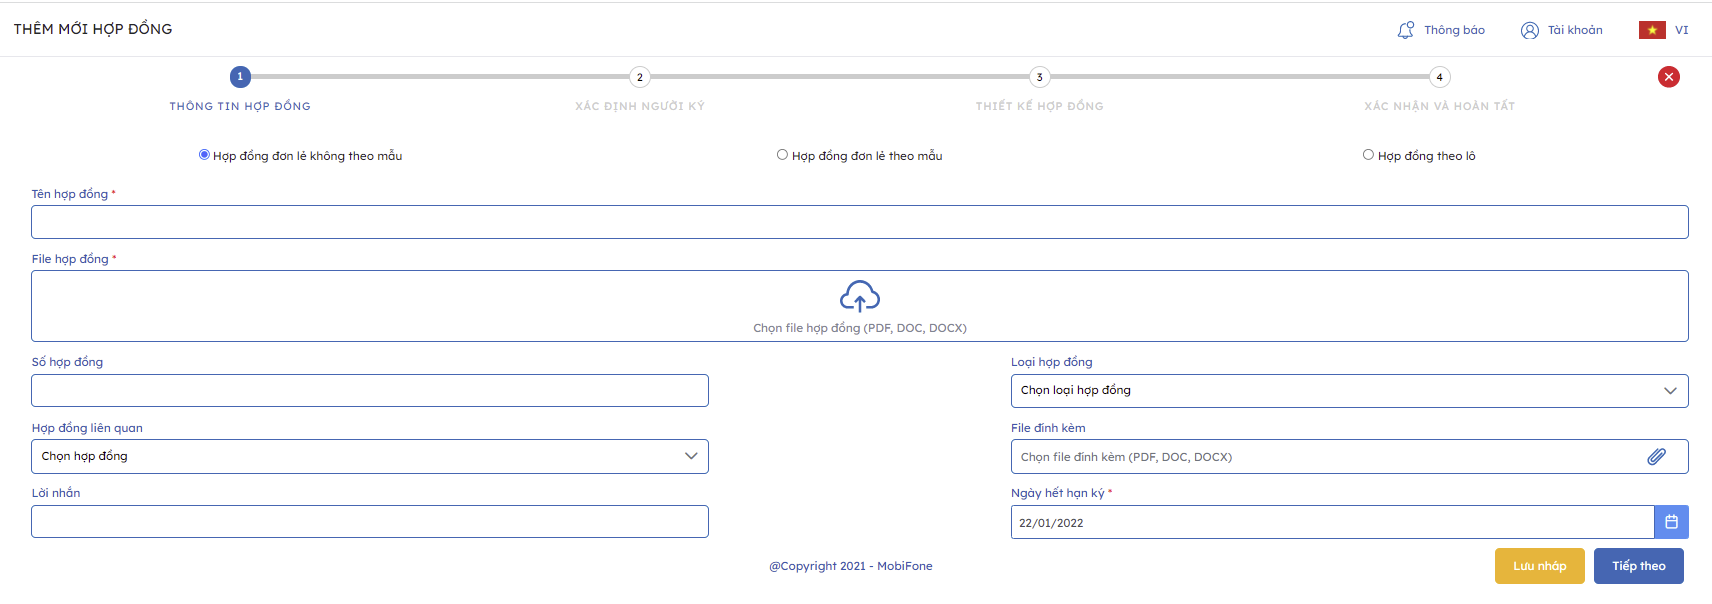 THÊM MỚI HỢP ĐỒNG
Thông báo
Tài khoản
VI
1
2
3
4
THÔNG TIN HỢP ĐỒNG
XÁC ĐỊNH NGƯỜI KÝ
THIẾT KẾ HỢP ĐỒNG
XÁC NHẬN VÀ HOÀN TẤT
Hợp đồng đơn lẻ không theo mẫu
Hợp đồng đơn lẻ theo mẫu
Hợp đồng theo lô
Tên hợp đồng *
File hợp đồng *
Chọn file hợp đồng (PDF, DOC, DOCX)
Số hợp đồng
Loại hợp đồng
Chọn loại hợp đồng
Hợp đồng liên quan
File đính kèm
Chọn hợp đồng
Chọn file đính kèm (PDF, DOC, DOCX)
Lời nhắn
Ngày hết hạn ký *
22/01/2022
@Copyright 2021 - MobiFone
Lưu nháp
Tiếp theo